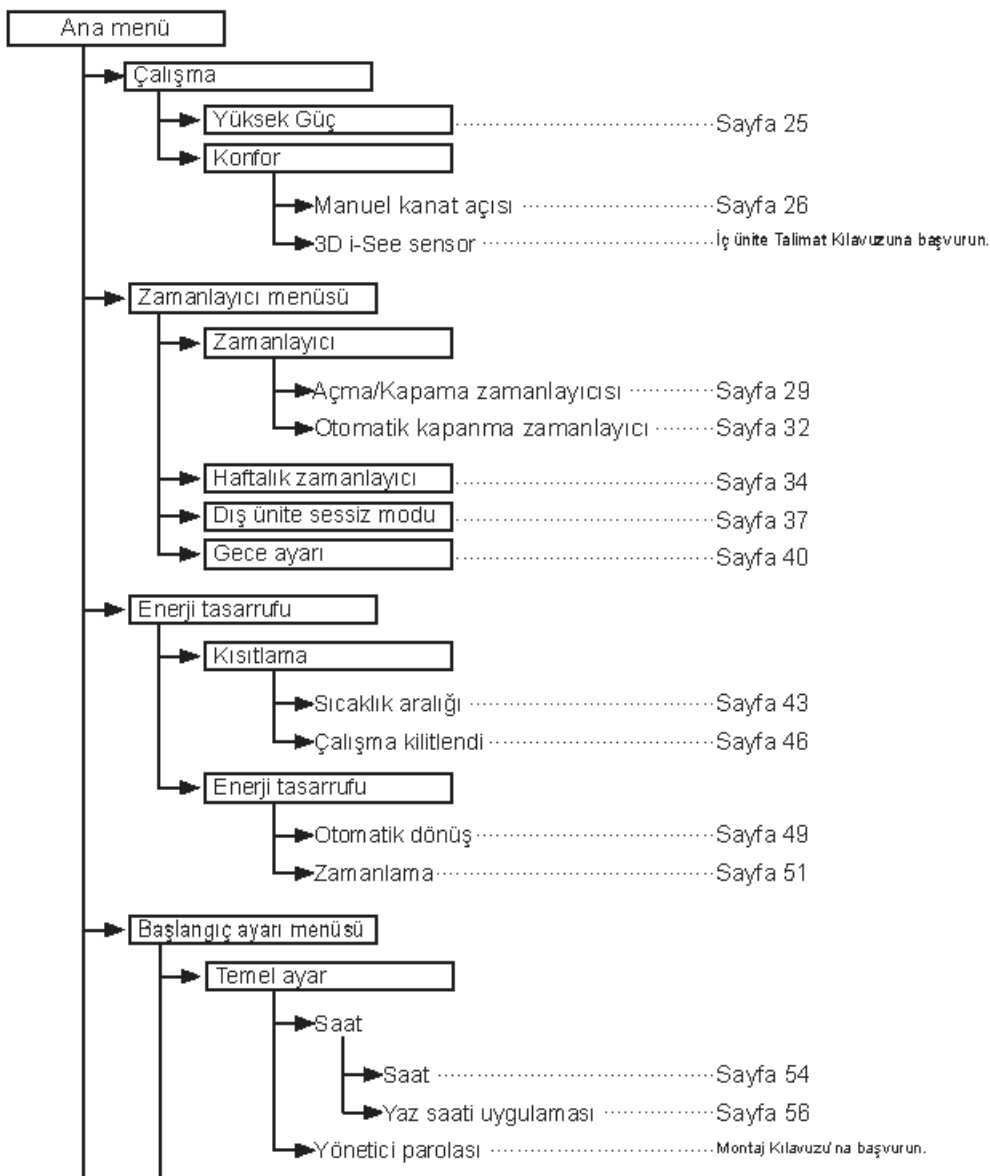 Ana menü
Çalışma
Yüksek Güç Sayfa 25
Konfor
Manuel kanat açısı Sayfa 26
3D i-See sensor İç ünite Talimat Kılavuzuna başvurun.
Zamanlayıcı menüsü
Zamanlayıcı
Açma/Kapama zamanlayıcısı Sayfa 29
Otomatik kapanma zamanlayıcı Sayfa 32
Haftalık zamanlayıcı Sayfa 34
Dış ünite sessiz modu Sayfa 37
Gece ayarı Sayfa 40
Enerji tasarrufu
Kısıtlama
Sıcaklık aralığı Sayfa 43
Çalışma kilitlendi Sayfa 46
Enerji tasarrufu
Otomatik dönüş Sayfa 49
Zamanlama Sayfa 51
Başlangıç ayarı menüsü
Temel ayar
Saat
Saat Sayfa 54
Yaz saati uygulaması Sayfa 56
Yönetici parolası Montaj Kılavuzu'na başvurun.